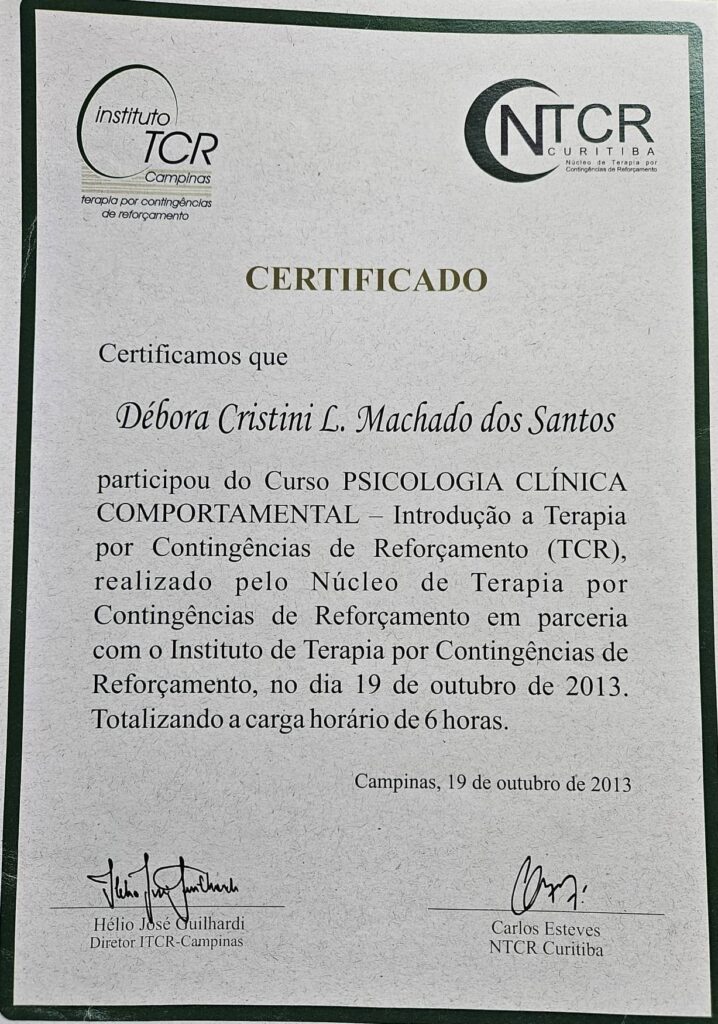 instituto
TCR
Campinas
terapia por contingências
de reforçamento
NTCR
CURITIBA
Núcleo de Terapia por
Contingências de Reforçamento
CERTIFICADO
Certificamos que
Débora Cristini L. Machado dos Santos
participou do Curso PSICOLOGIA CLÍNICA
COMPORTAMENTAL – Introdução a Terapia
por Contingências de Reforçamento (TCR),
realizado pelo Núcleo de Terapia por
Contingências de Reforçamento em parceria
com o Instituto de Terapia por Contingências de
Reforçamento, no dia 19 de outubro de 2013.
Totalizando a carga horário de 6 horas.
Campinas, 19 de outubro de 2013
Hélio José Guilhardi
Diretor ITCR-Campinas
Carlos Esteves
NTCR Curitiba